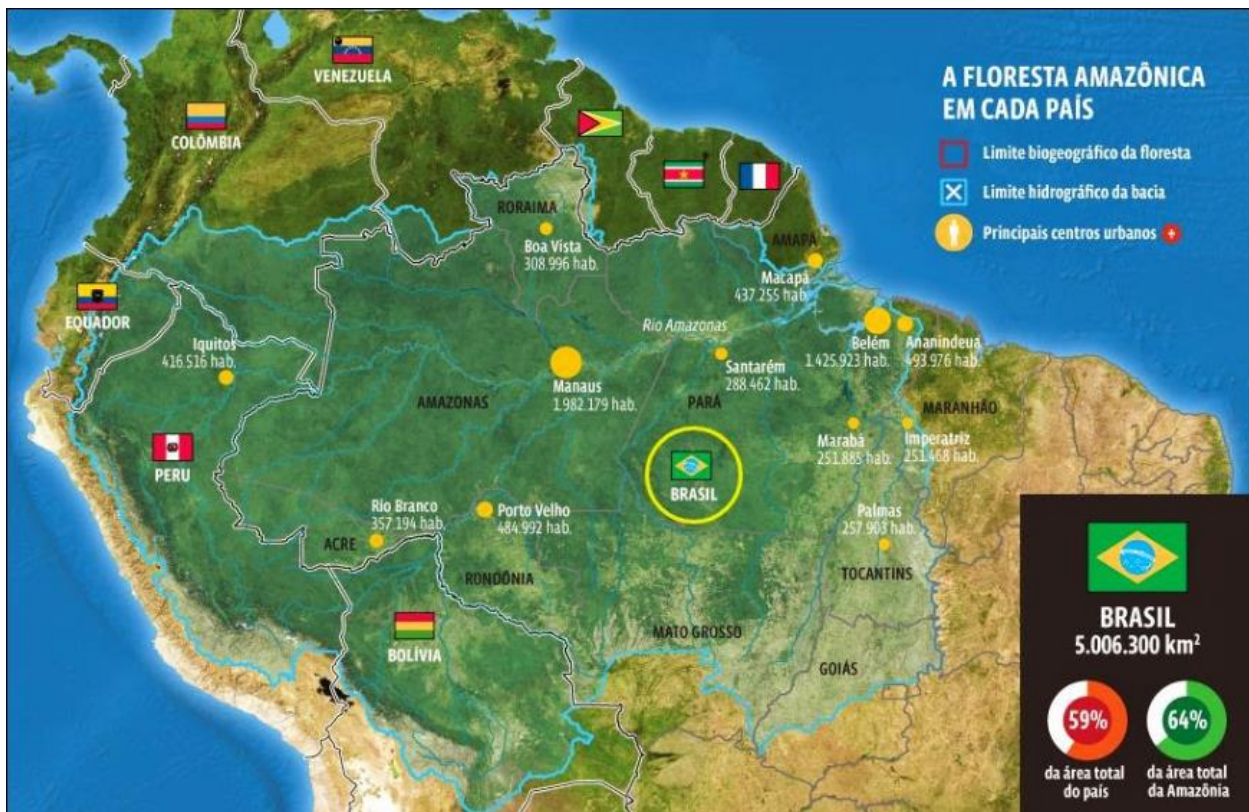 VENEZUELA
COLÔMBIA
A FLORESTA AMAZÔNICA
EM CADA PAÍS
Limite biogeográfico da floresta
Limite hidrográfico da bacia
Principais centros urbanos
RORAIMA
Boa Vista
308.996 hab.
AMAPÁ
Macapá
437.255 hab.
EQUADOR
Iquitos
416.516 hab.
Rio Amazonas
Belém
1.425.923 hab.
Ananindeua
493.976 hab.
Santarém
288.462 hab.
Manaus
1.982.179 hab.
AMAZONAS
PARÁ
MARANHÃO
Marabá
251.885 hab.
Imperatriz
251.468 hab.
PERU
BRASIL
Rio Branco
357.194 hab.
Porto Velho
484.992 hab.
Palmas
257.903 hab.
ACRE
RONDÔNIA
TOCANTINS
BOLÍVIA
MATO GROSSO
GOIÁS
BRASIL
5.006.300 km²
59%
da área total
do país
64%
da área total
da Amazônia